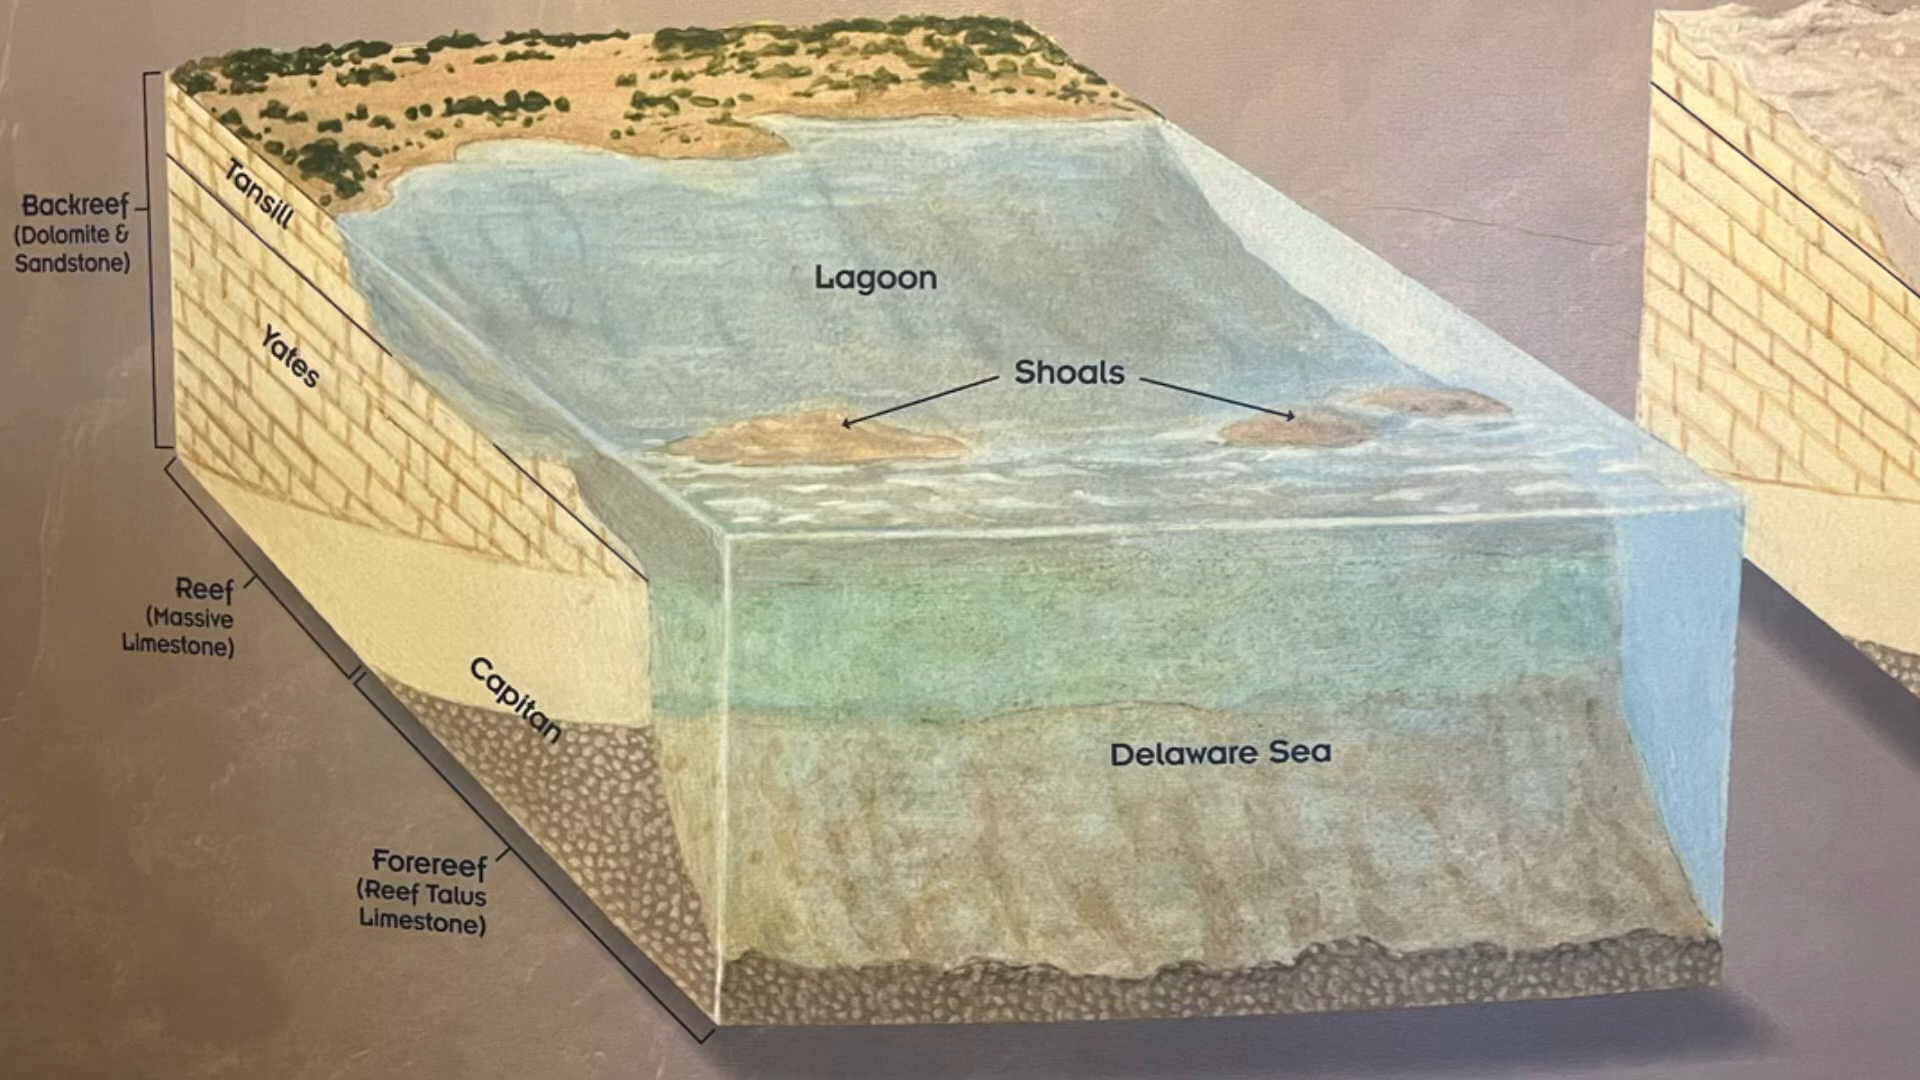 Tansill
Backreef
(Dolomite &
Sandstone)
Lagoon
Yates
Shoals
Reef
(Massive
Limestone)
Capitan
Delaware Sea
Forereef
(Reef Talus
Limestone)